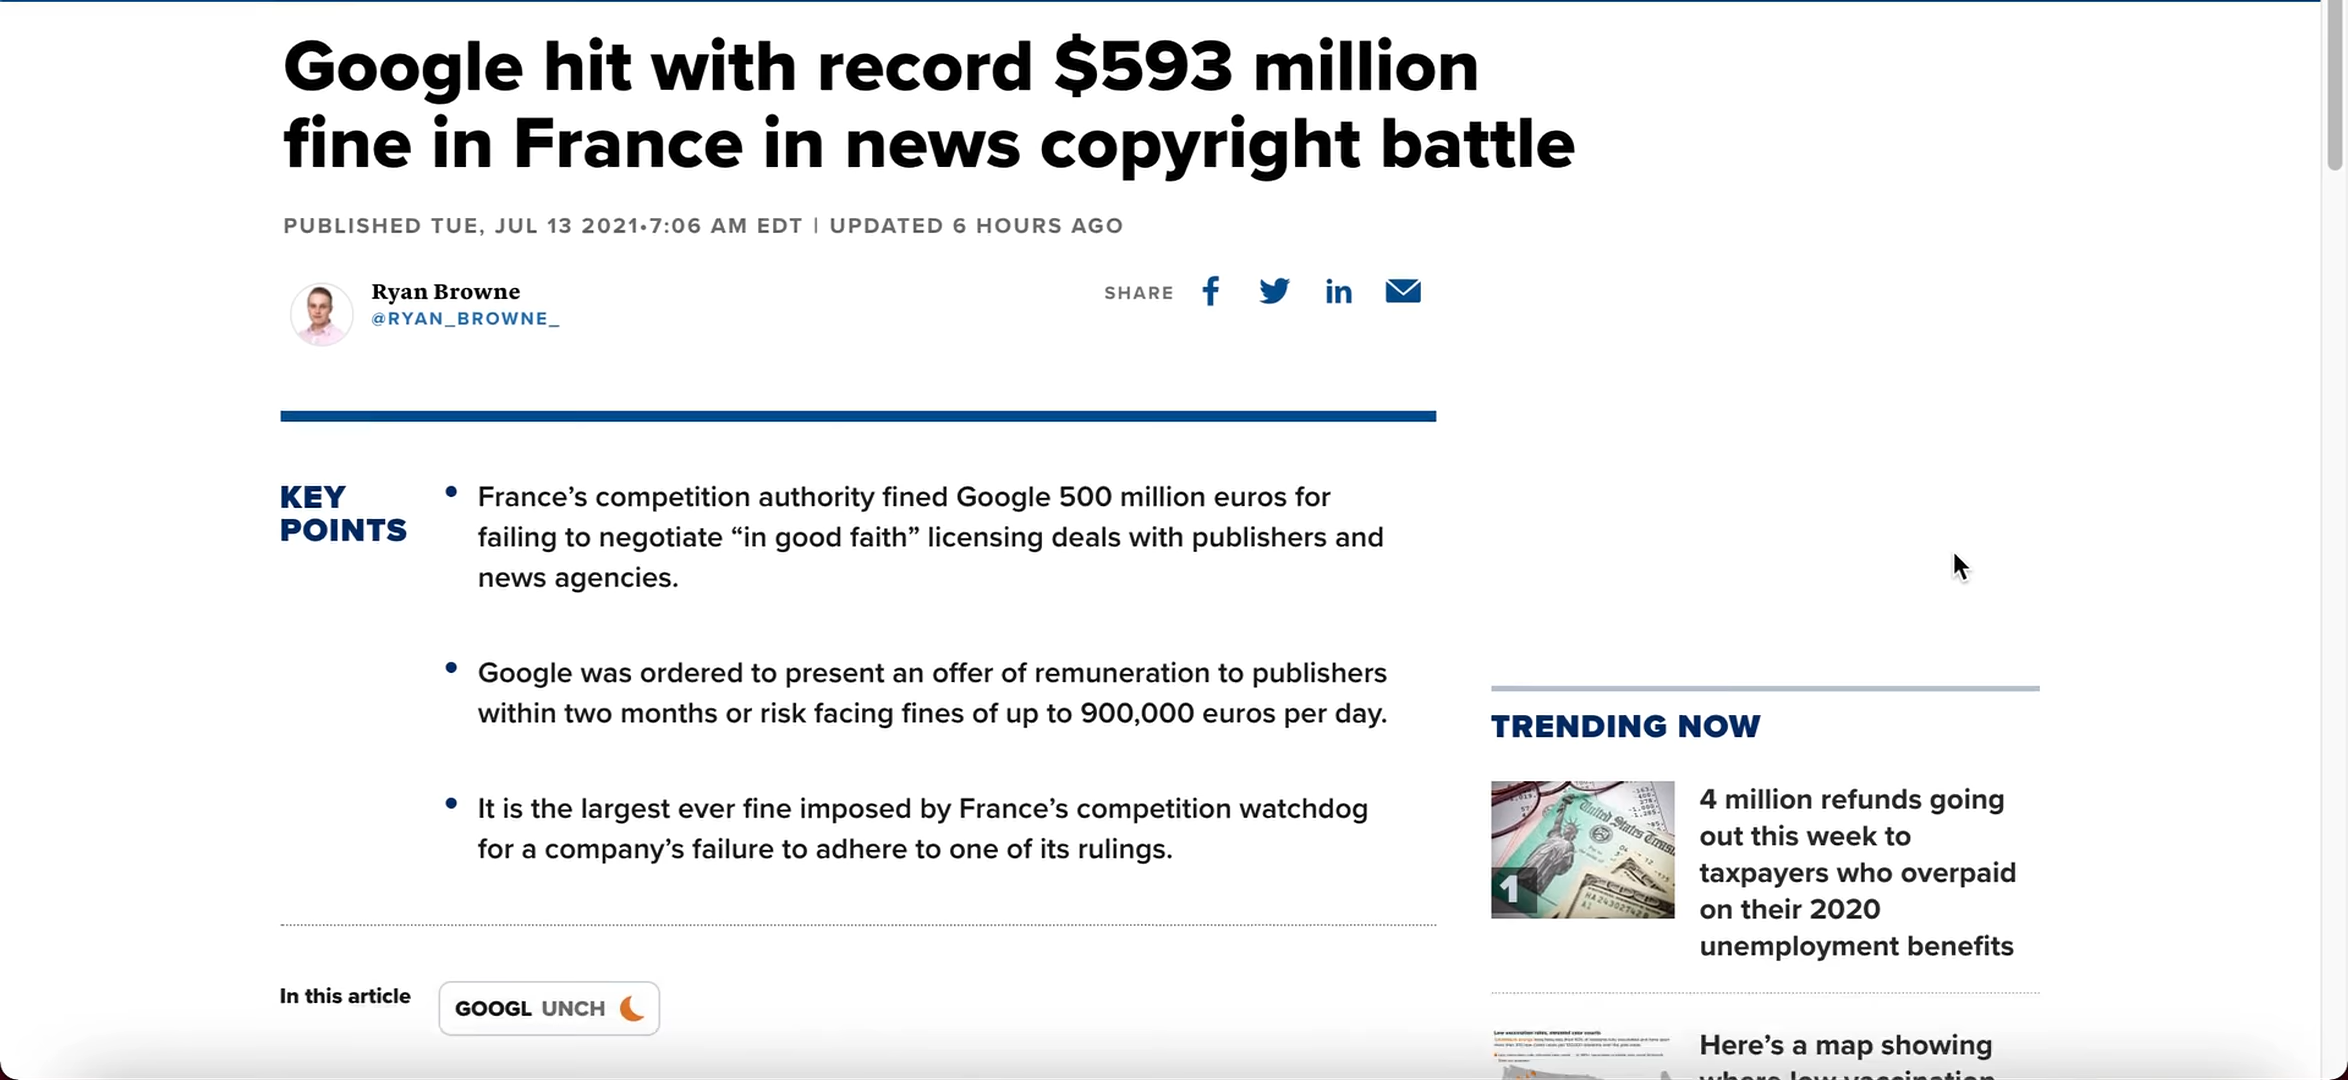 Google hit with record $593 million
fine in France in news copyright battle
PUBLISHED TUE, JUL 13 2021•7:06 AM EDT | UPDATED 6 HOURS AGO
Ryan Browne
@RYAN_BROWNE_
SHARE
KEY
POINTS
• France’s competition authority fined Google 500 million euros for
failing to negotiate “in good faith” licensing deals with publishers and
news agencies.
• Google was ordered to present an offer of remuneration to publishers
within two months or risk facing fines of up to 900,000 euros per day.
• It is the largest ever fine imposed by France’s competition watchdog
for a company’s failure to adhere to one of its rulings.
In this article
GOOGL UNCH
TRENDING NOW
1
United States
4 million refunds going
out this week to
taxpayers who overpaid
on their 2020
unemployment benefits
Here’s a map showing
where low vaccination